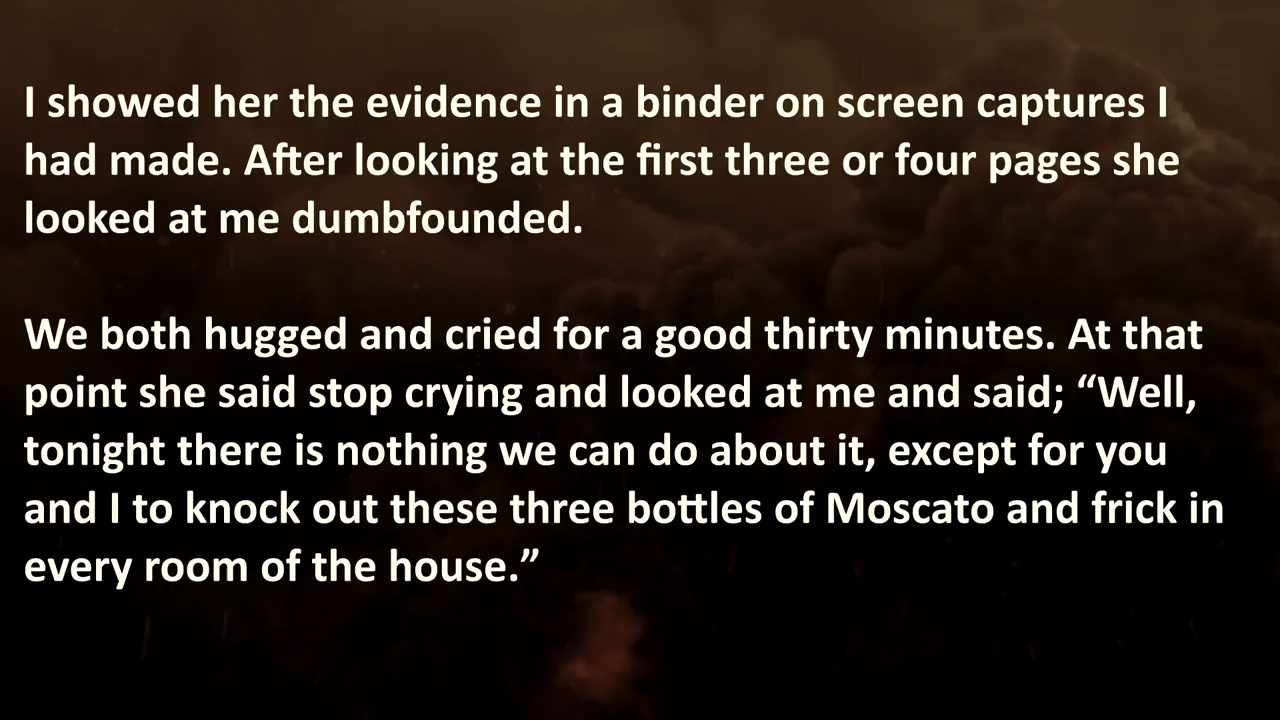 I showed her the evidence in a binder on screen captures I
had made. After looking at the first three or four pages she
looked at me dumbfounded.
We both hugged and cried for a good thirty minutes. At that
point she said stop crying and looked at me and said; “Well,
tonight there is nothing we can do about it, except for you
and I to knock out these three bottles of Moscato and frick in
every room of the house.”